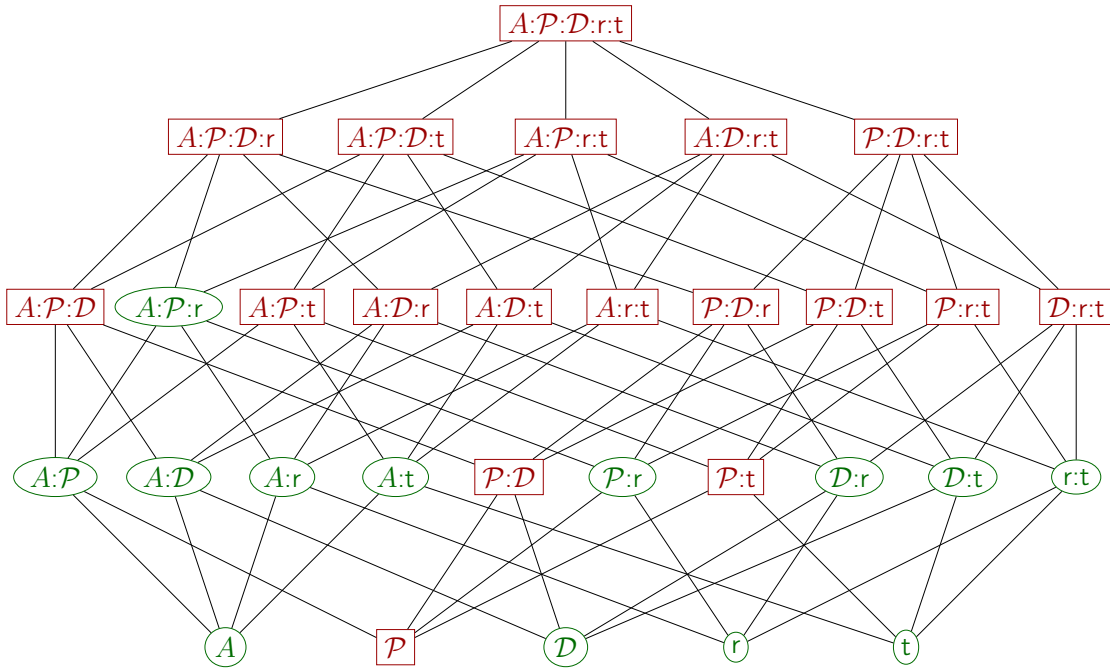 A:𝒫:𝒟:r:t
A:𝒫:𝒟:r A:𝒫:𝒟:t A:𝒫:r:t A:𝒟:r:t 𝒫:𝒟:r:t
A:𝒫:𝒟 A:𝒫:r A:𝒫:t A:𝒟:r A:𝒟:t A:r:t 𝒫:𝒟:r 𝒫:𝒟:t 𝒫:r:t 𝒟:r:t
A:𝒫 A:𝒟 A:r A:t 𝒫:𝒟 𝒫:r 𝒫:t 𝒟:r 𝒟:t r:t
A 𝒫 𝒟 r t